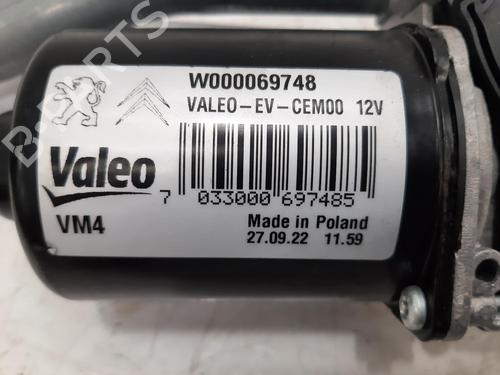 W000069748
VALEO-EV-CEM00 12V
Valeo
7 033000 697485
VM4
Made in Poland
27.09.22 11.59